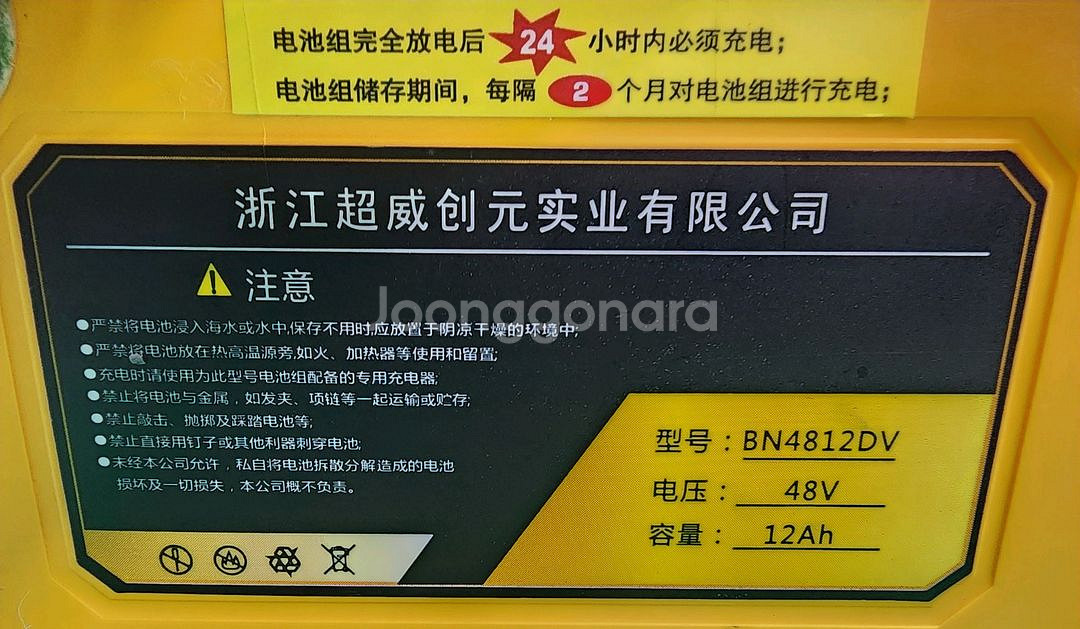 电池组完全放电后 24 小时内必须充电；
电池组储存期间，每隔 2 个月对电池组进行充电；
浙江超威创元实业有限公司
注意
Joonggonara
●严禁将电池浸入海水或水中,保存不用时,应放置于阴凉干燥的环境中;
●严禁将电池放在热高温源旁,如火、加热器等使用和留置;
●充电时请使用为此型号电池组配备的专用充电器;
●禁止将电池与金属，如发夹、项链等一起运输或贮存;
●禁止敲击、抛掷及踩踏电池等;
●禁止直接用钉子或其他利器刺穿电池;
●未经本公司允许，私自将电池拆散分解造成的电池
损坏及一切损失，本公司概不负责。
型号：BN4812DV
电压：48V
容量：12Ah